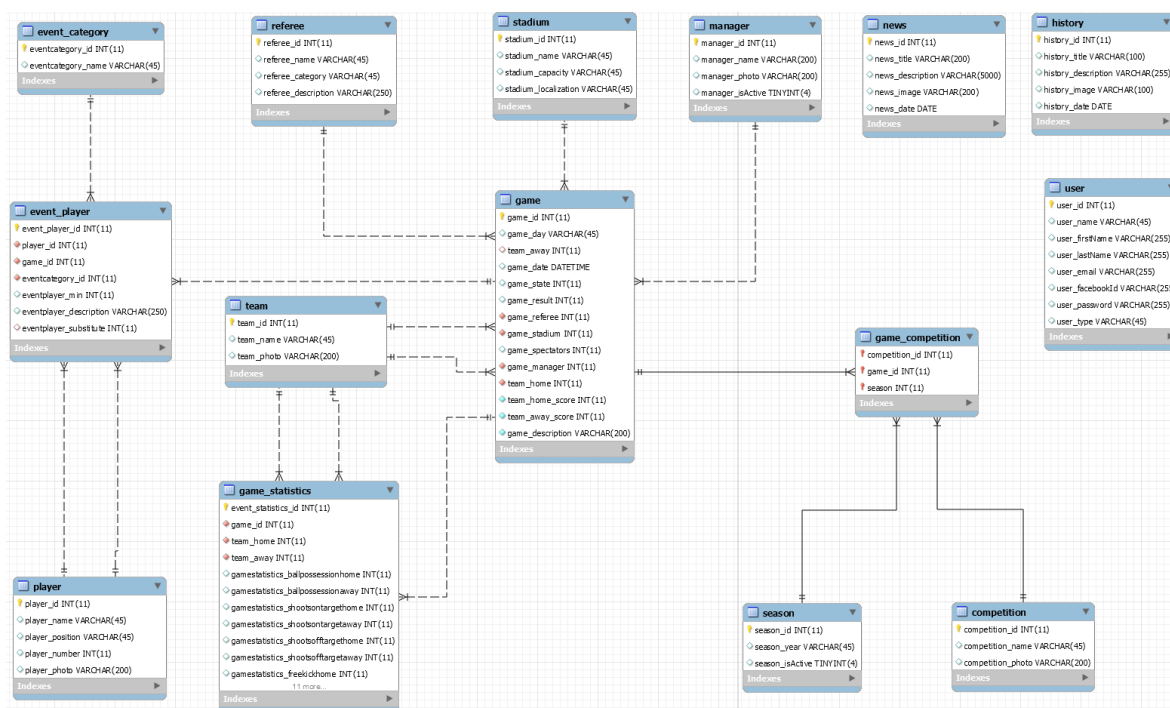 event_category
eventcategory_id INT(11)
eventcategory_name VARCHAR(45)
Indexes
referee
referee_id INT(11)
referee_name VARCHAR(45)
referee_category VARCHAR(45)
referee_description VARCHAR(250)
Indexes
stadium
stadium_id INT(11)
stadium_name VARCHAR(45)
stadium_capacity VARCHAR(45)
stadium_localization VARCHAR(45)
Indexes
manager
manager_id INT(11)
manager_name VARCHAR(200)
manager_photo VARCHAR(200)
manager_isActive TINYINT(4)
Indexes
news
news_id INT(11)
news_title VARCHAR(200)
news_description VARCHAR(5000)
news_image VARCHAR(200)
news_date DATE
Indexes
history
history_id INT(11)
history_title VARCHAR(100)
history_description VARCHAR(255)
history_image VARCHAR(100)
history_date DATE
Indexes
event_player
event_player_id INT(11)
player_id INT(11)
game_id INT(11)
eventcategory_id INT(11)
eventplayer_min INT(11)
eventplayer_description VARCHAR(250)
eventplayer_substitute INT(11)
Indexes
game
game_id INT(11)
game_day VARCHAR(45)
team_away INT(11)
game_date DATETIME
game_state INT(11)
game_result INT(11)
game_referee INT(11)
game_stadium INT(11)
game_spectators INT(11)
game_manager INT(11)
team_home INT(11)
team_home_score INT(11)
team_away_score INT(11)
game_description VARCHAR(200)
Indexes
user
user_id INT(11)
user_name VARCHAR(45)
user_firstName VARCHAR(255)
user_lastName VARCHAR(255)
user_email VARCHAR(255)
user_facebookId VARCHAR(255
user_password VARCHAR(255)
user_type VARCHAR(45)
Indexes
team
team_id INT(11)
team_name VARCHAR(45)
team_photo VARCHAR(200)
Indexes
game_competition
competition_id INT(11)
game_id INT(11)
season INT(11)
Indexes
game_statistics
event_statistics_id INT(11)
game_id INT(11)
team_home INT(11)
team_away INT(11)
gamestatistics_ballpossessionhome INT(11)
gamestatistics_ballpossessionaway INT(11)
gamestatistics_shootsontargethome INT(11)
gamestatistics_shootsontargetaway INT(11)
gamestatistics_shootsofftargethome INT(11)
gamestatistics_shootsofftargetaway INT(11)
gamestatistics_freekickhome INT(11)
11 more...
Indexes
player
player_id INT(11)
player_name VARCHAR(45)
player_position VARCHAR(45)
player_number INT(11)
player_photo VARCHAR(200)
Indexes
season
season_id INT(11)
season_year VARCHAR(45)
season_isActive TINYINT(4)
Indexes
competition
competition_id INT(11)
competition_name VARCHAR(45)
competition_photo VARCHAR(200)
Indexes